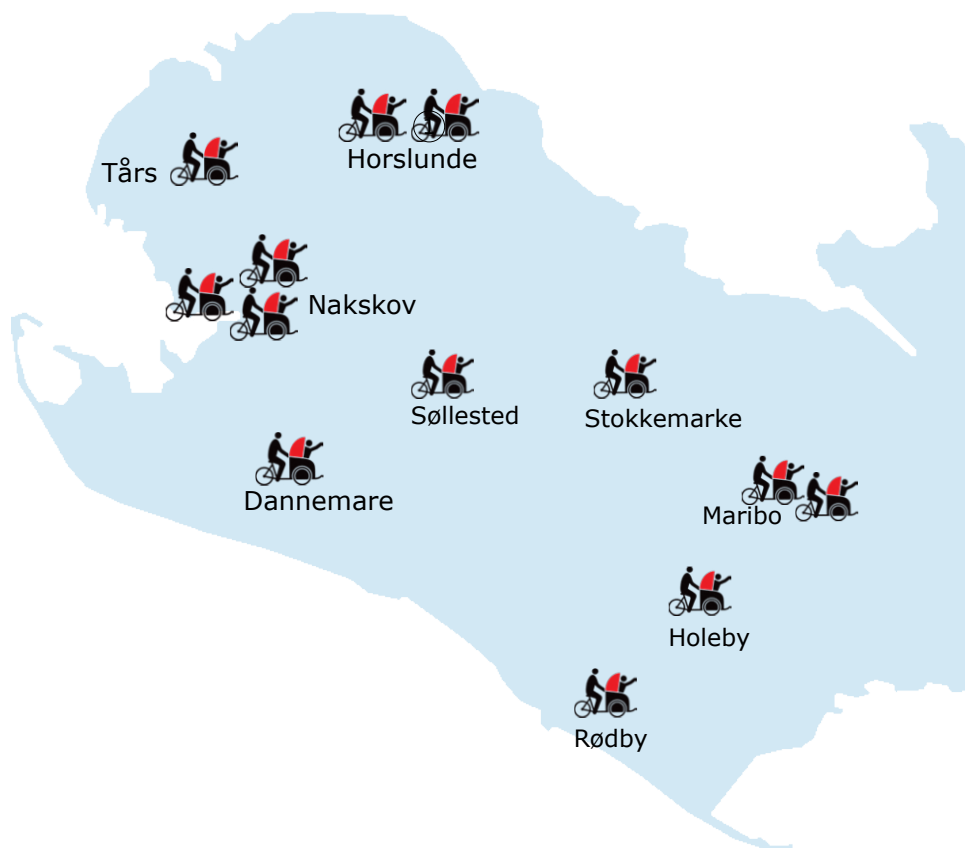 Horslunde
Tårs
Nakskov
Søllested
Stokkemarke
Dannemare
Maribo
Holeby
Rødby